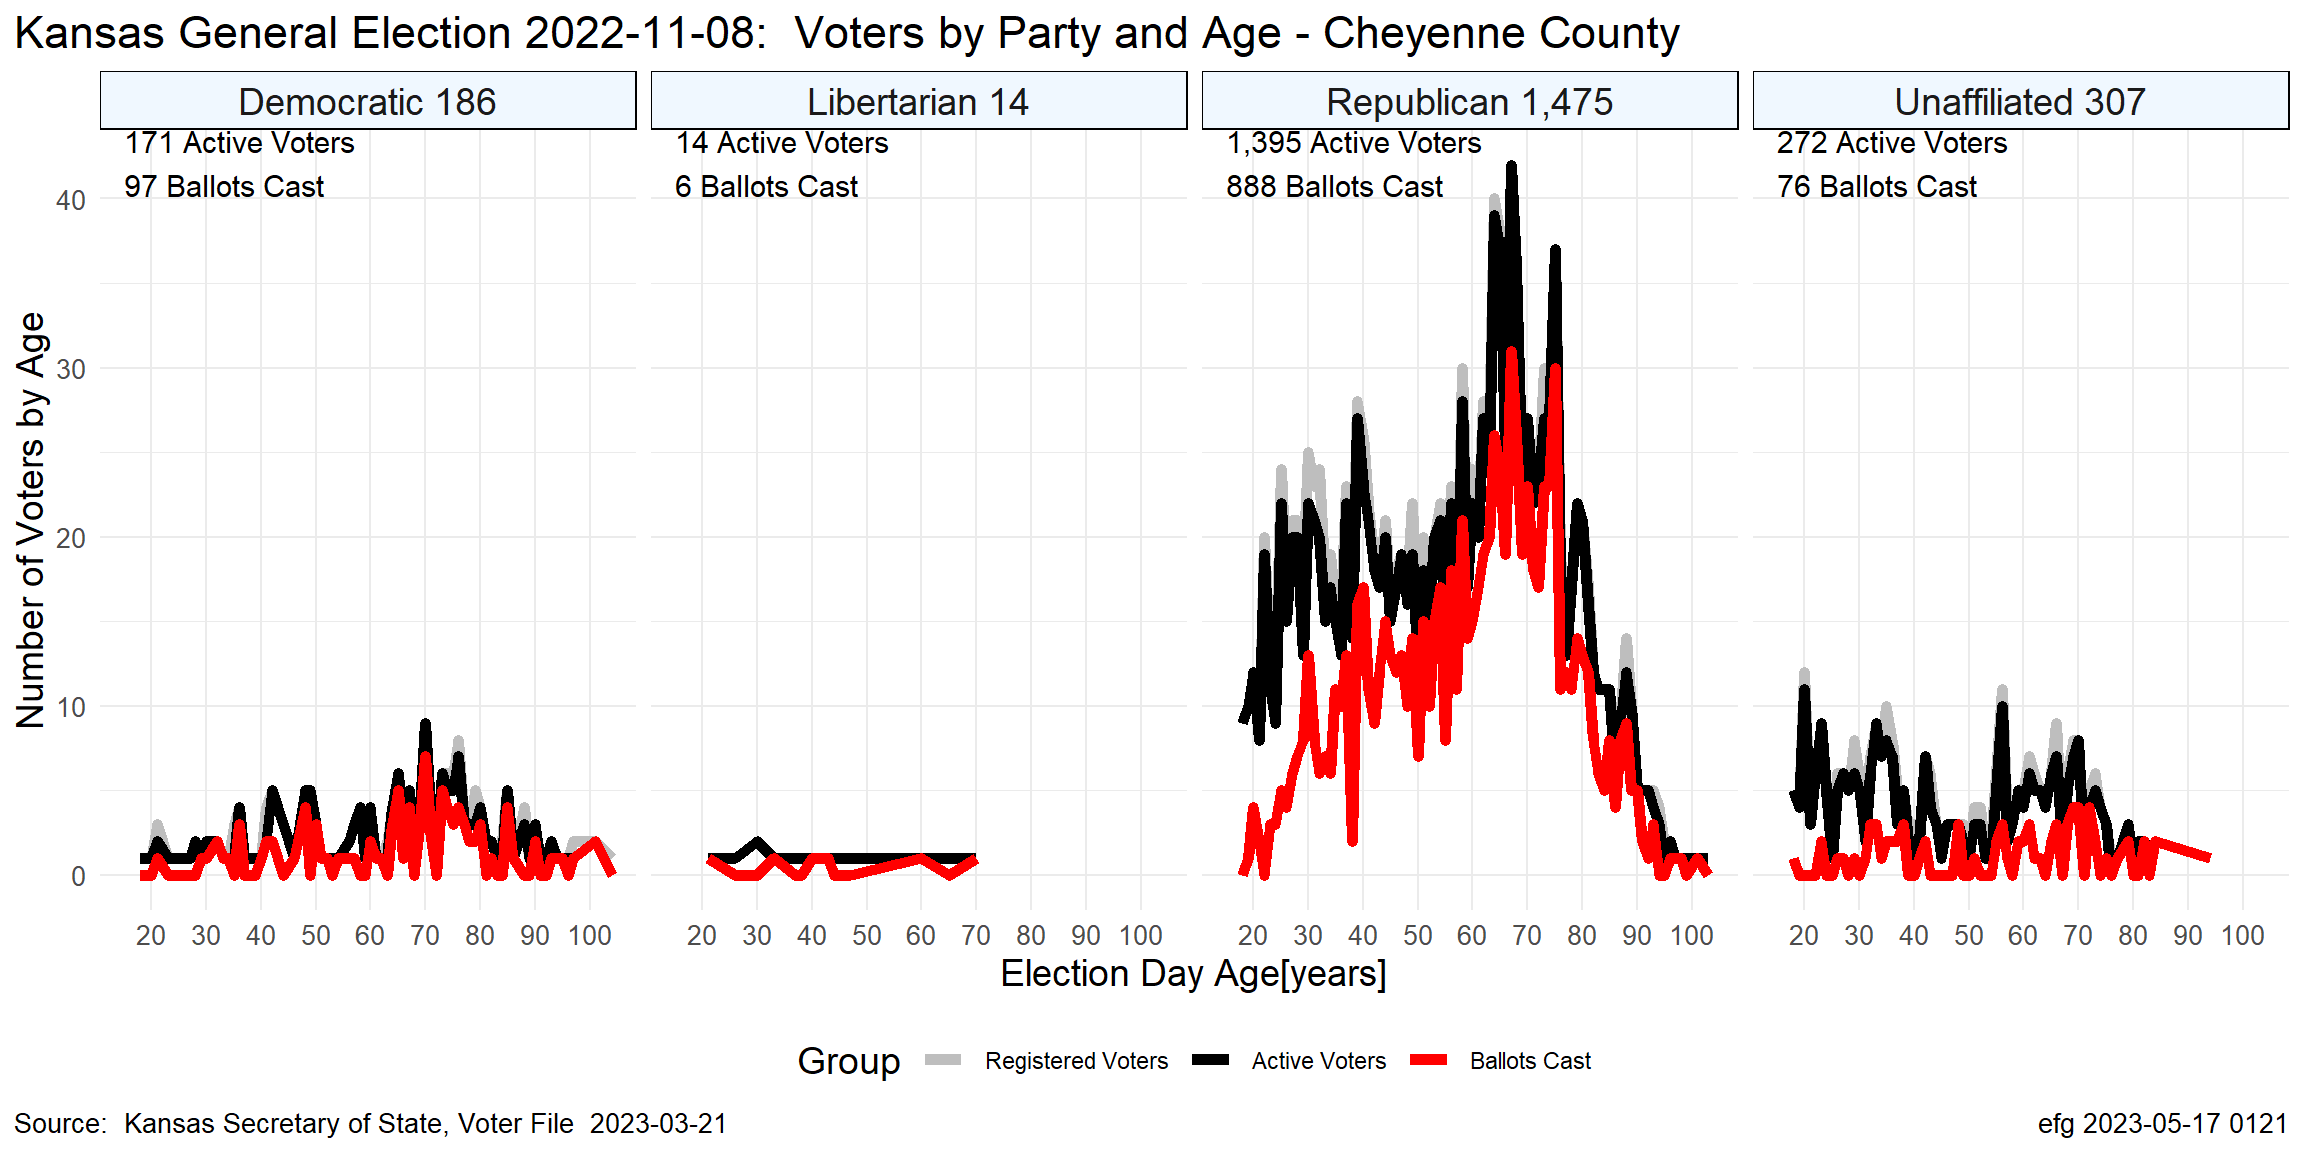 Kansas General Election 2022-11-08:  Voters by Party and Age - Cheyenne County
Democratic 186
Libertarian 14
Republican 1,475
Unaffiliated 307
171 Active Voters
97 Ballots Cast
14 Active Voters
6 Ballots Cast
1,395 Active Voters
888 Ballots Cast
272 Active Voters
76 Ballots Cast
Number of Voters by Age
40
30
20
10
0
20 30 40 50 60 70 80 90 100
20 30 40 50 60 70 80 90 100
20 30 40 50 60 70 80 90 100
20 30 40 50 60 70 80 90 100
Election Day Age[years]
Group Registered Voters Active Voters Ballots Cast
Source:  Kansas Secretary of State, Voter File  2023-03-21
efg 2023-05-17 0121